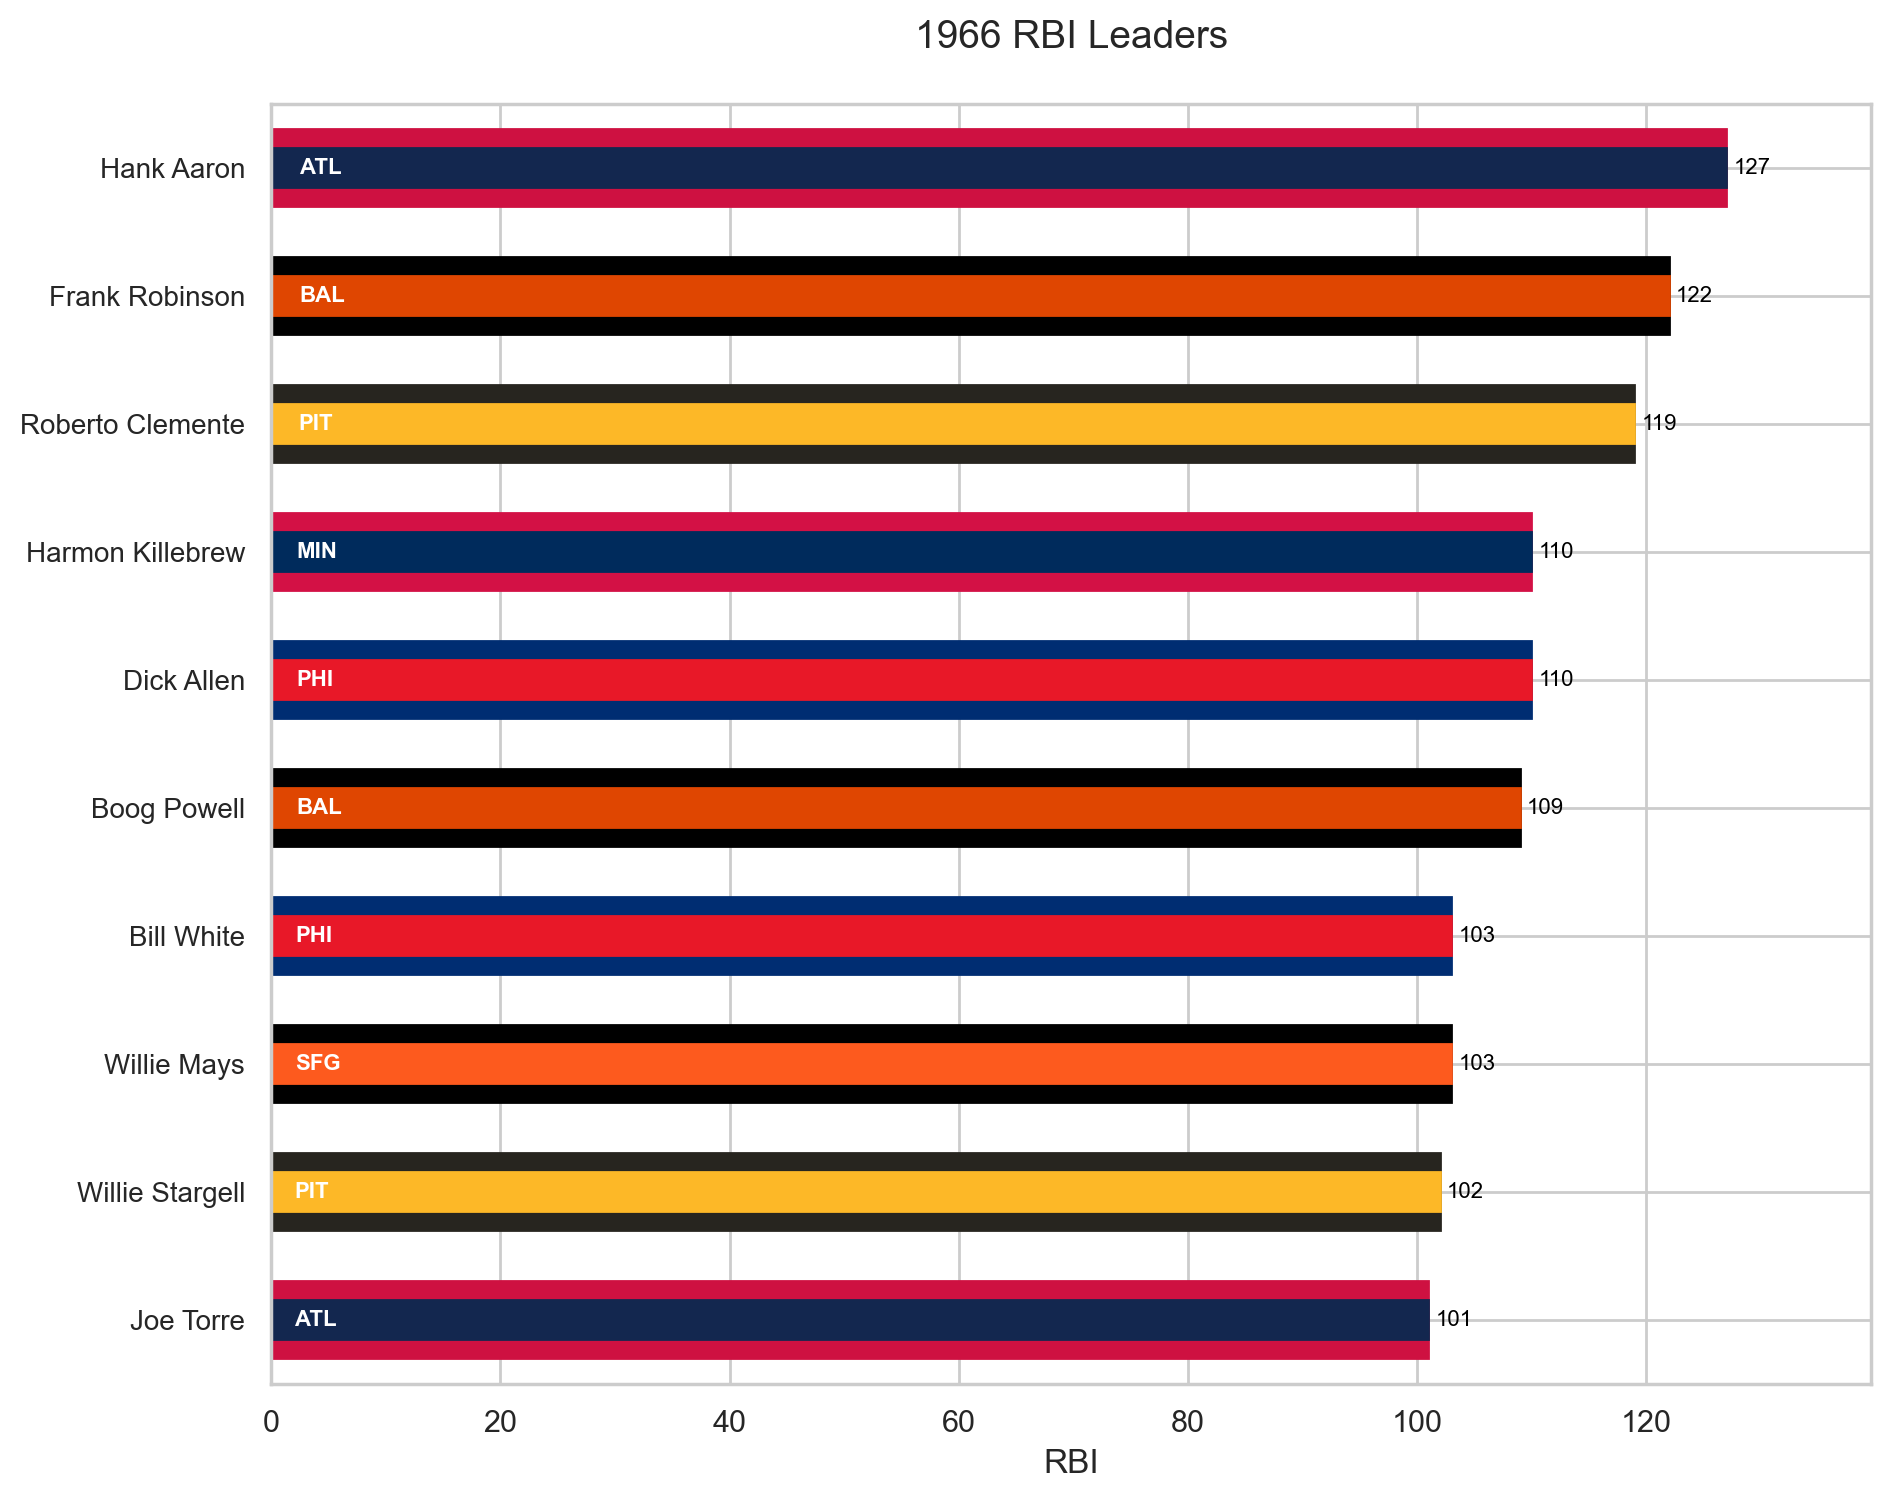 1966 RBI Leaders
Hank Aaron ATL 127
Frank Robinson BAL 122
Roberto Clemente PIT 119
Harmon Killebrew MIN 110
Dick Allen PHI 110
Boog Powell BAL 109
Bill White PHI 103
Willie Mays SFG 103
Willie Stargell PIT 102
Joe Torre ATL 101
0 20 40 60 80 100 120
RBI